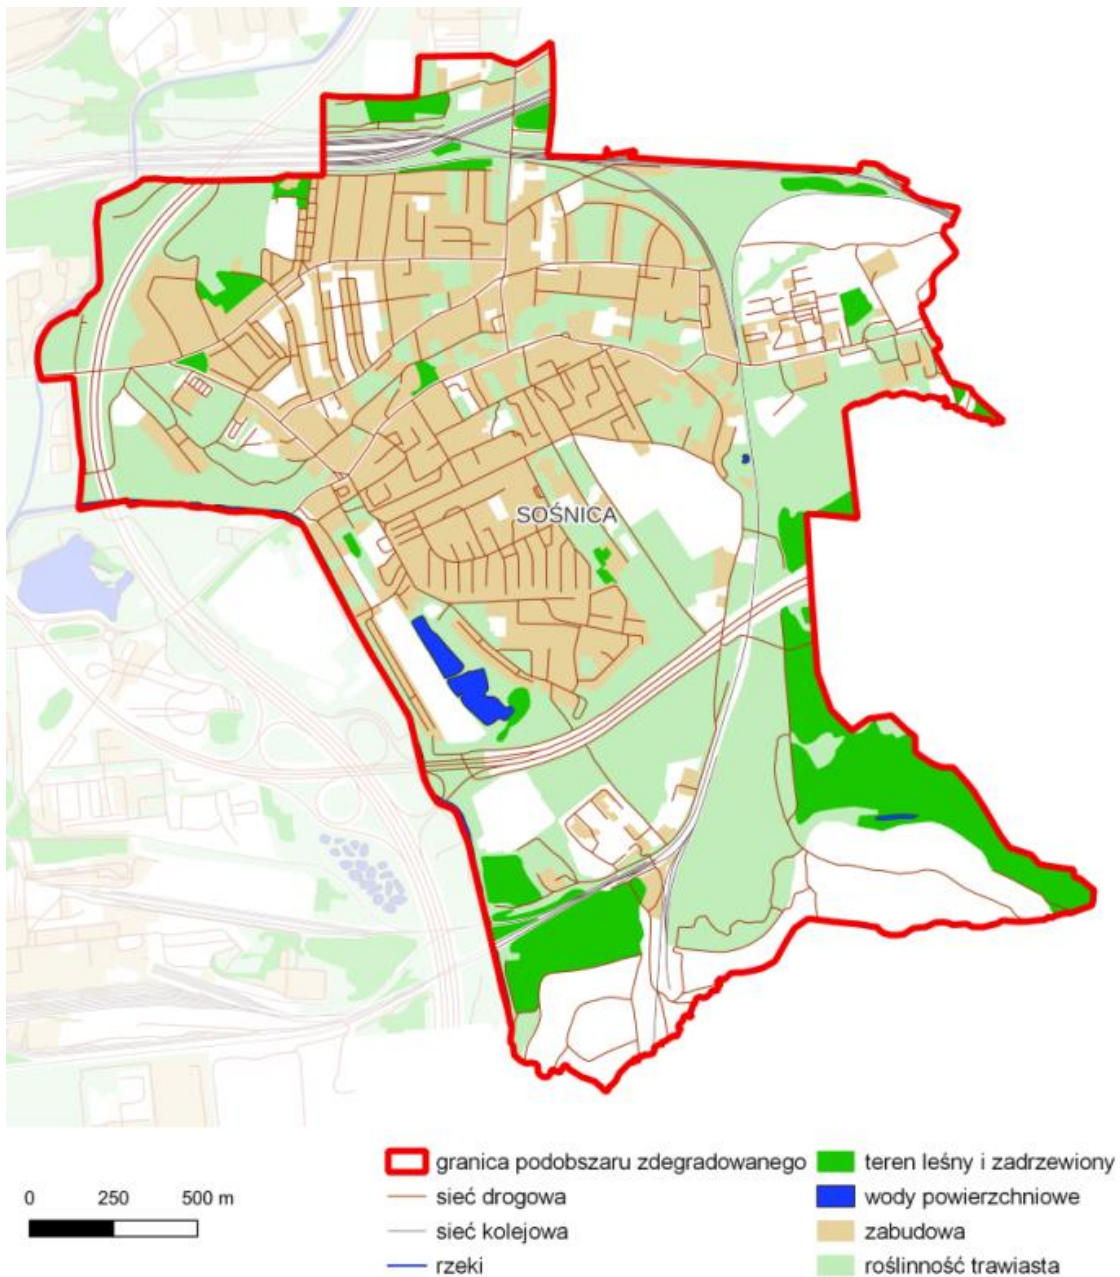 SOŚNICA
granica podobszaru zdegradowanego
teren leśny i zadrzewiony
0 250 500 m
sieć drogowa
wody powierzchniowe
sieć kolejowa
zabudowa
rzeki
roślinność trawiasta